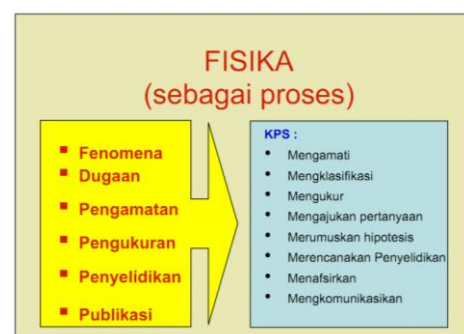 FISIKA
(sebagai proses)
▪ Fenomena
▪ Dugaan
▪ Pengamatan
▪ Pengukuran
▪ Penyelidikan
▪ Publikasi
KPS :
• Mengamati
• Mengklasifikasi
• Mengukur
• Mengajukan pertanyaan
• Merumuskan hipotesis
• Merencanakan Penyelidikan
• Menafsirkan
• Mengkomunikasikan